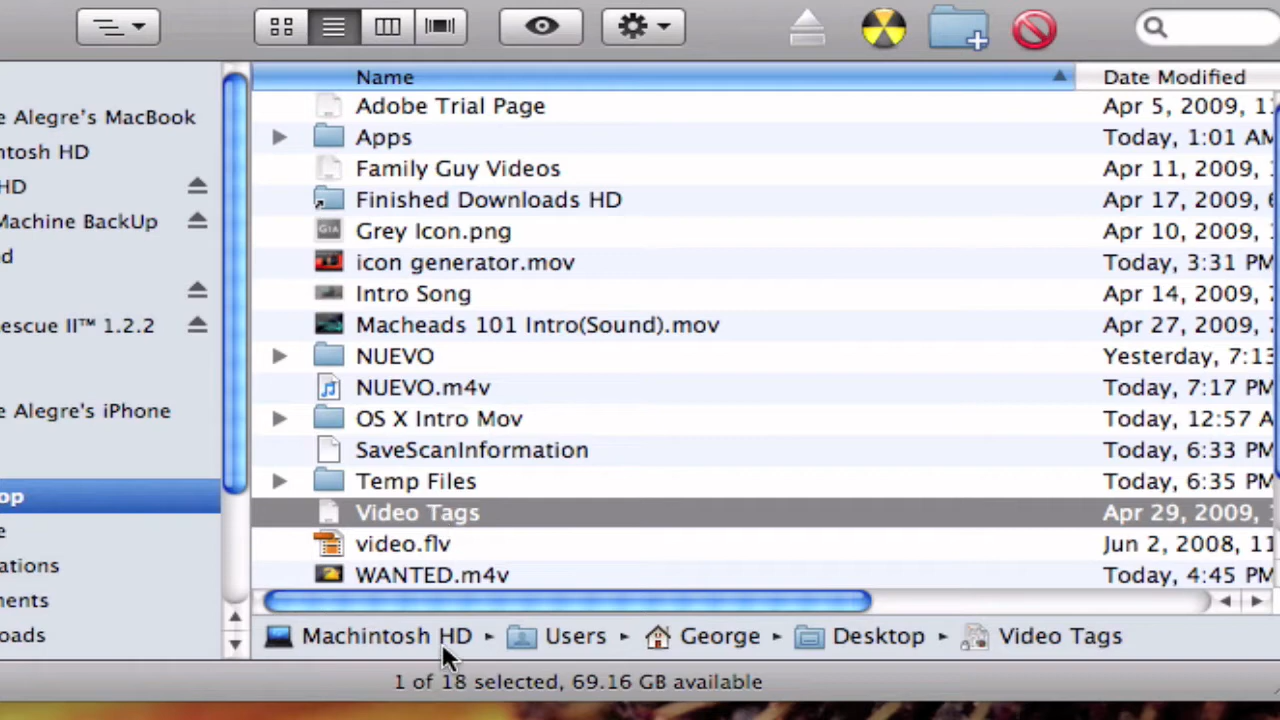 Name Date Modified
Adobe Trial Page Apr 5, 2009, 1
e Alegre's MacBook
Apps Today, 1:01 AM
ntosh HD
Family Guy Videos Apr 11, 2009,
HD
Finished Downloads HD Apr 17, 2009,
Machine BackUp
Grey Icon.png Apr 10, 2009,
d
icon generator.mov Today, 3:31 PM
Intro Song Apr 14, 2009,
escue II™ 1.2.2
Macheads 101 Intro(Sound).mov Apr 27, 2009,
NUEVO Yesterday, 7:13
NUEVO.m4v Today, 7:17 PM
e Alegre's iPhone
OS X Intro Mov Today, 12:57 A
SaveScanInformation Today, 6:33 PM
Temp Files Today, 6:35 PM
op
Video Tags Apr 29, 2009,
e
video.flv Jun 2, 2008, 11
ations
WANTED.m4v Today, 4:45 PM
ments
oads
Machintosh HD ▸ Users ▸ George ▸ Desktop ▸ Video Tags
1 of 18 selected, 69.16 GB available